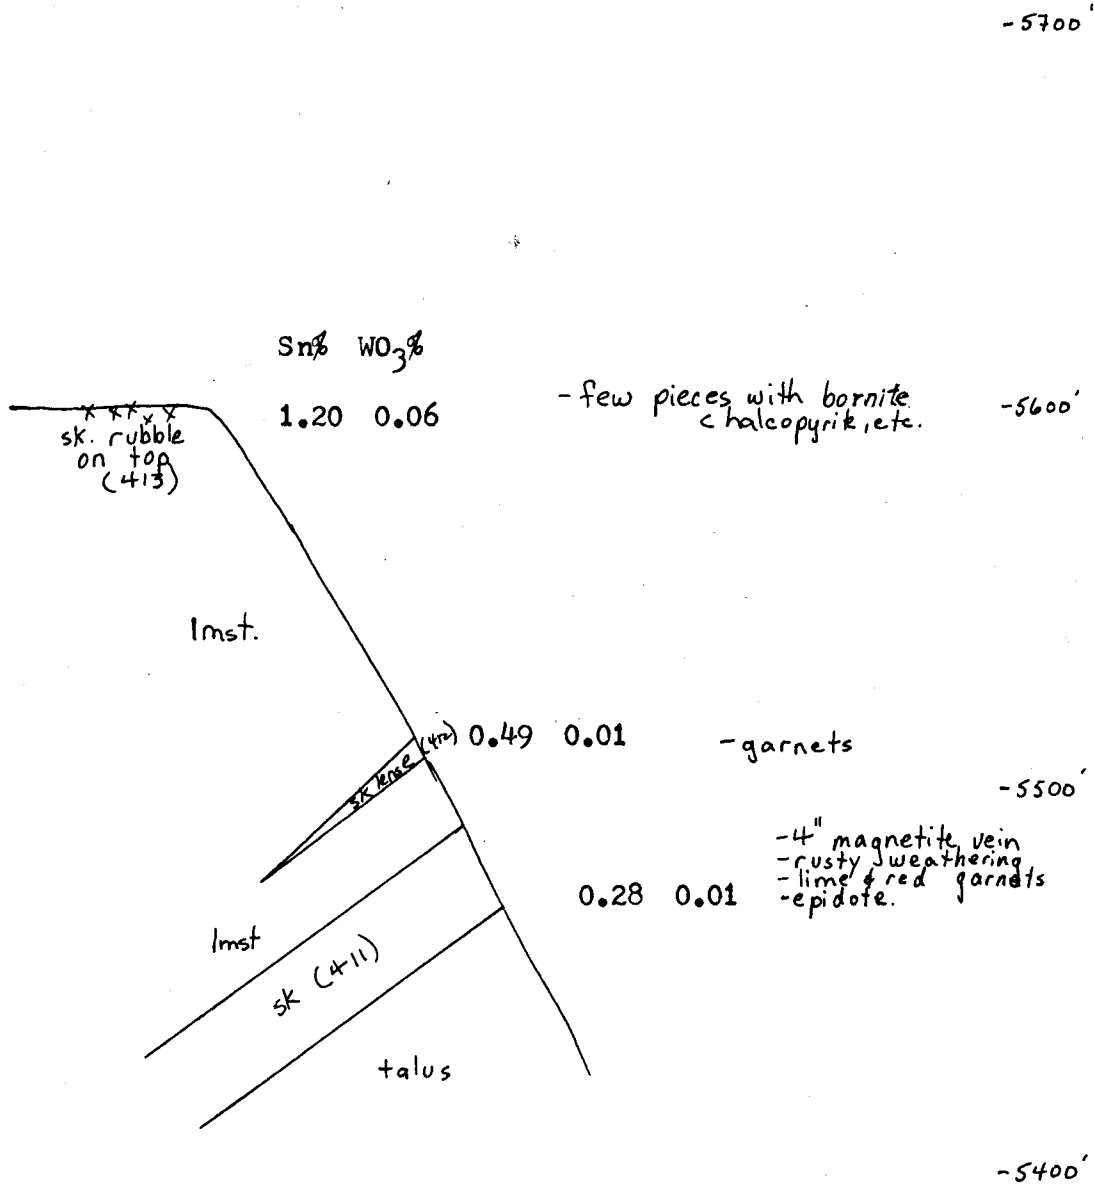 -5700'
Sn% WO3%
1.20 0.06
-few pieces with bornite
chalcopyrite, etc.
-5600'
sk. rubble
on top
(413)
lmst.
sk lense (412)
0.49 0.01
-garnets
-5500'
-4" magnetite vein
-rusty weathering
-lime & red garnets
-epidote.
0.28 0.01
lmst
sk (411)
talus
-5400'